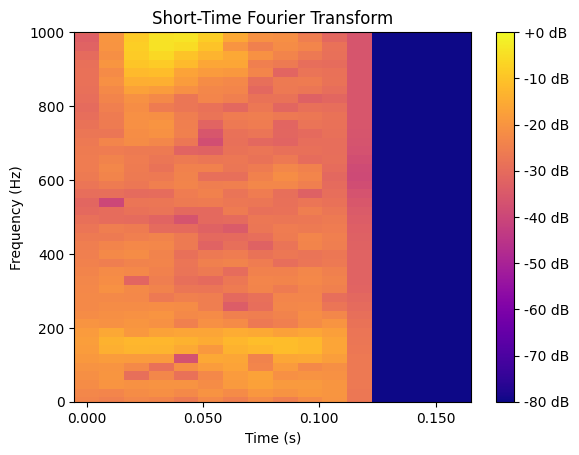 Short-Time Fourier Transform
1000
800
600
400
200
0
Frequency (Hz)
0.000
0.050
0.100
0.150
Time (s)
+0 dB
-10 dB
-20 dB
-30 dB
-40 dB
-50 dB
-60 dB
-70 dB
-80 dB